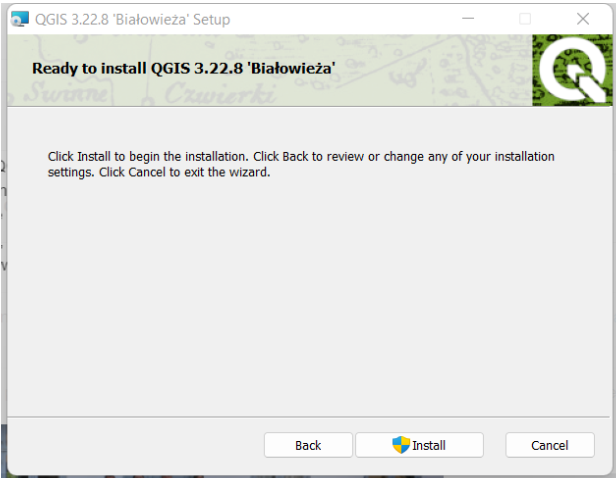 QGIS 3.22.8 'Białowieża' Setup
Ready to install QGIS 3.22.8 'Białowieża'
Swinne Czwierki
Click Install to begin the installation. Click Back to review or change any of your installation
settings. Click Cancel to exit the wizard.
Back Install Cancel